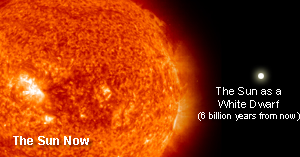 The Sun as a
White Dwarf
(6 billion years from now)
The Sun Now